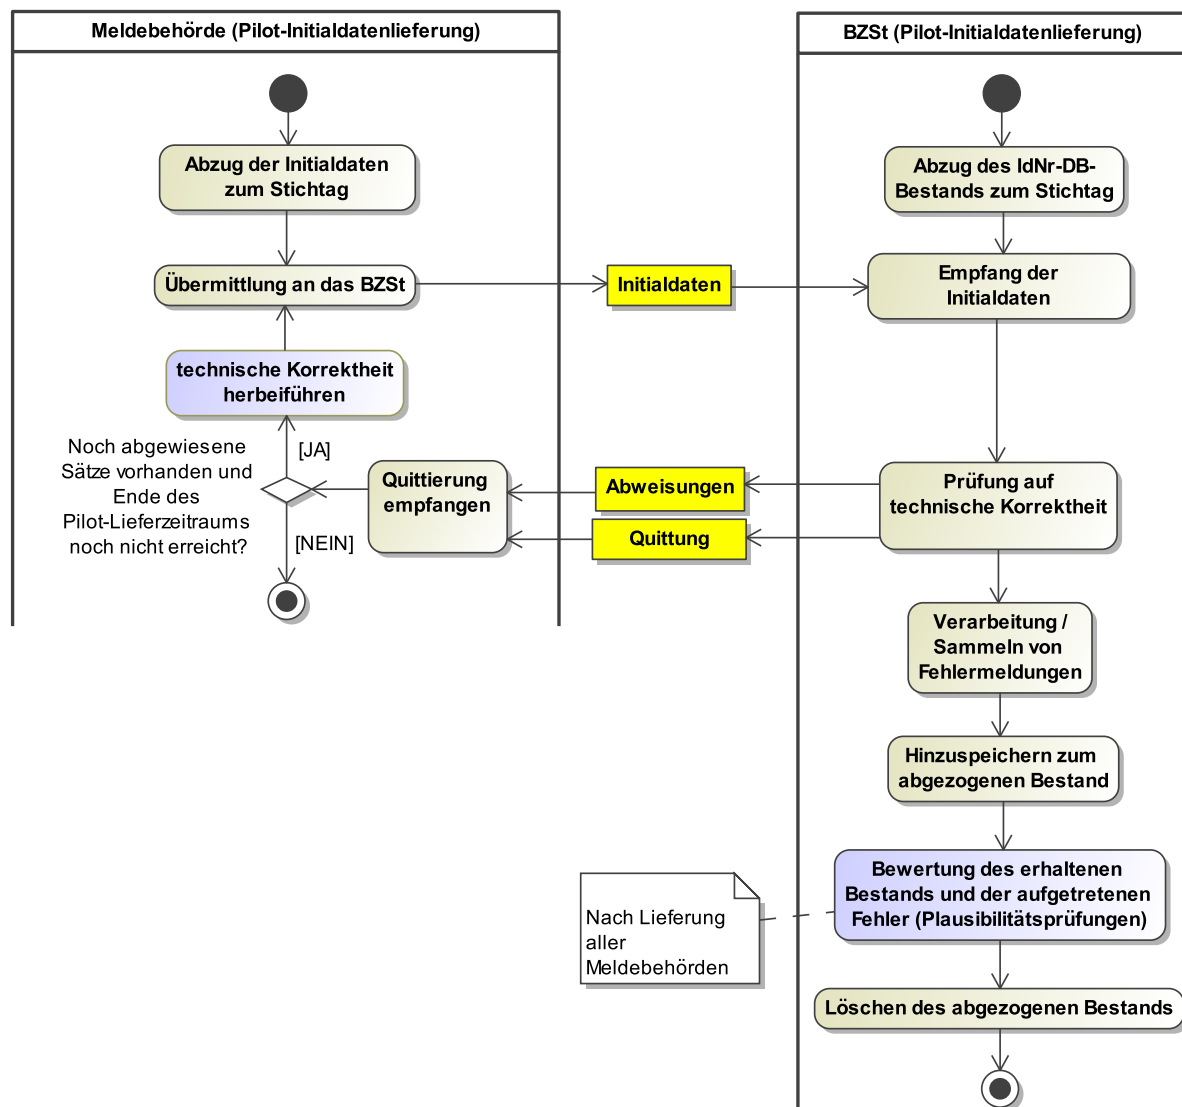 Meldebehörde (Pilot-Initialdatenlieferung)
Abzug der Initialdaten
zum Stichtag
Übermittlung an das BZSt
technische Korrektheit
herbeiführen
Noch abgewiesene
Sätze vorhanden und
Ende des
Pilot-Lieferzeitraums
noch nicht erreicht?
[JA]
[NEIN]
Quittierung
empfangen
Initialdaten
Abweisungen
Quittung
BZSt (Pilot-Initialdatenlieferung)
Abzug des IdNr-DB-
Bestands zum Stichtag
Empfang der
Initialdaten
Prüfung auf
technische Korrektheit
Verarbeitung /
Sammeln von
Fehlermeldungen
Hinzuspeichern zum
abgezogenen Bestand
Bewertung des erhaltenen
Bestands und der aufgetretenen
Fehler (Plausibilitätsprüfungen)
Nach Lieferung
aller
Meldebehörden
Löschen des abgezogenen Bestands